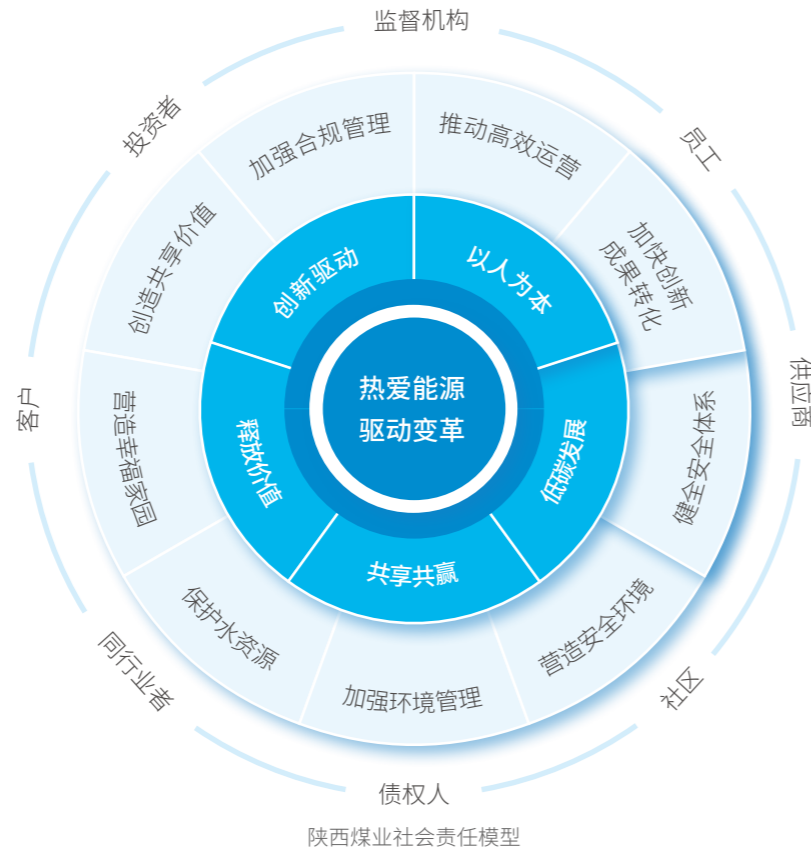 监督机构
员工
供应商
社区
债权人
同行业者
客户
投资者
推动高效运营
加快创新
成果转化
健全安全体系
营造安全环境
加强环境管理
保护水资源
营造幸福家园
创造共享价值
加强合规管理
以人为本
低碳发展
共享共赢
释放价值
创新驱动
热爱能源
驱动变革
陕西煤业社会责任模型